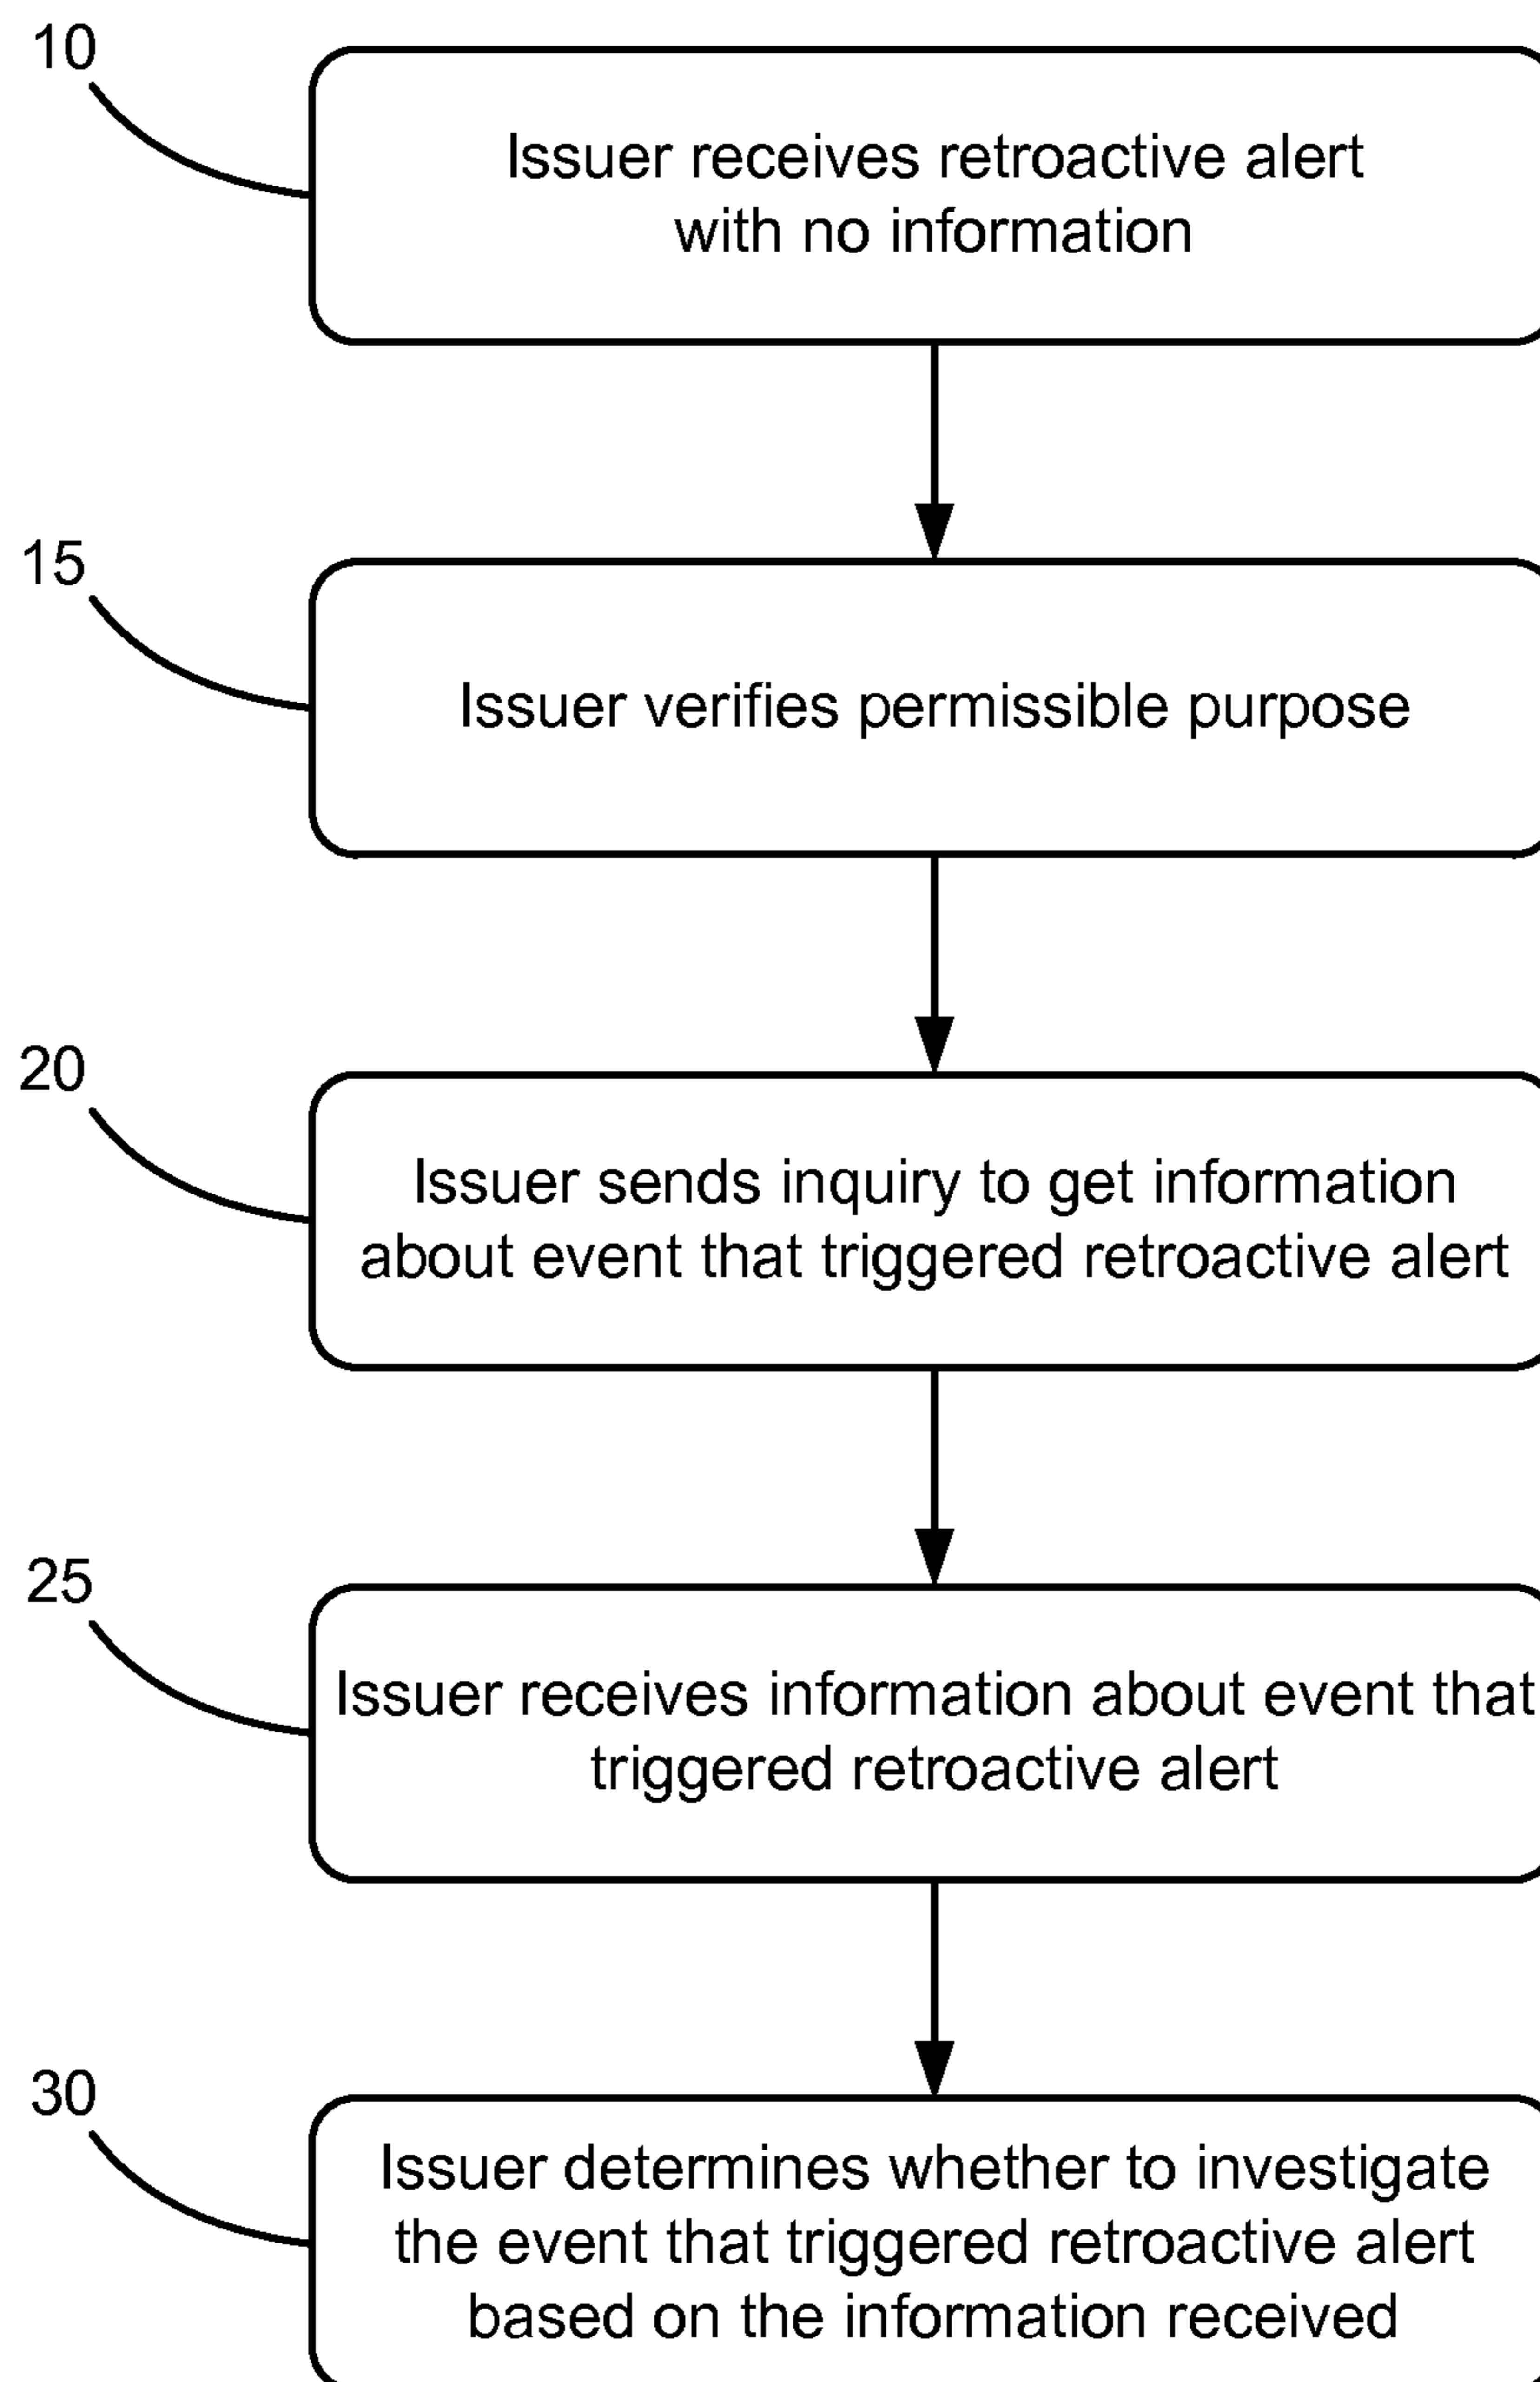 10
Issuer receives retroactive alert
with no information
15
Issuer verifies permissible purpose
20
Issuer sends inquiry to get information
about event that triggered retroactive alert
25
Issuer receives information about event that
triggered retroactive alert
30
Issuer determines whether to investigate
the event that triggered retroactive alert
based on the information received